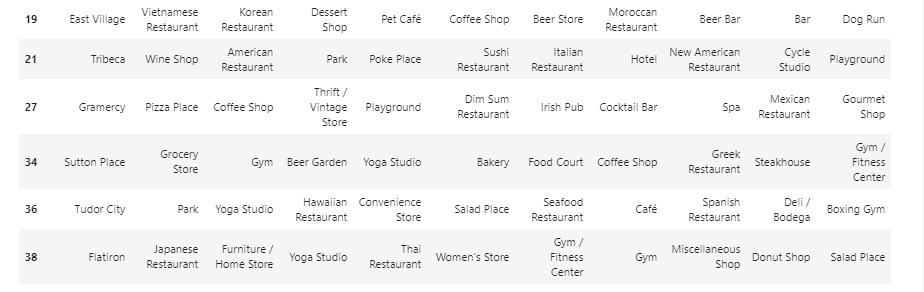 19 East Village Vietnamese Restaurant Korean Restaurant Dessert Shop Pet Café Coffee Shop Beer Store Moroccan Restaurant Beer Bar Bar Dog Run
21 Tribeca Wine Shop American Restaurant Park Poke Place Sushi Restaurant Italian Restaurant Hotel New American Restaurant Cycle Studio Playground
27 Gramercy Pizza Place Coffee Shop Thrift / Vintage Store Playground Dim Sum Restaurant Irish Pub Cocktail Bar Spa Mexican Restaurant Gourmet Shop
34 Sutton Place Grocery Store Gym Beer Garden Yoga Studio Bakery Food Court Coffee Shop Greek Restaurant Steakhouse Gym / Fitness Center
36 Tudor City Park Yoga Studio Hawaiian Restaurant Convenience Store Salad Place Seafood Restaurant Café Spanish Restaurant Deli / Bodega Boxing Gym
38 Flatiron Japanese Restaurant Furniture / Home Store Yoga Studio Thai Restaurant Women's Store Gym / Fitness Center Gym Miscellaneous Shop Donut Shop Salad Place